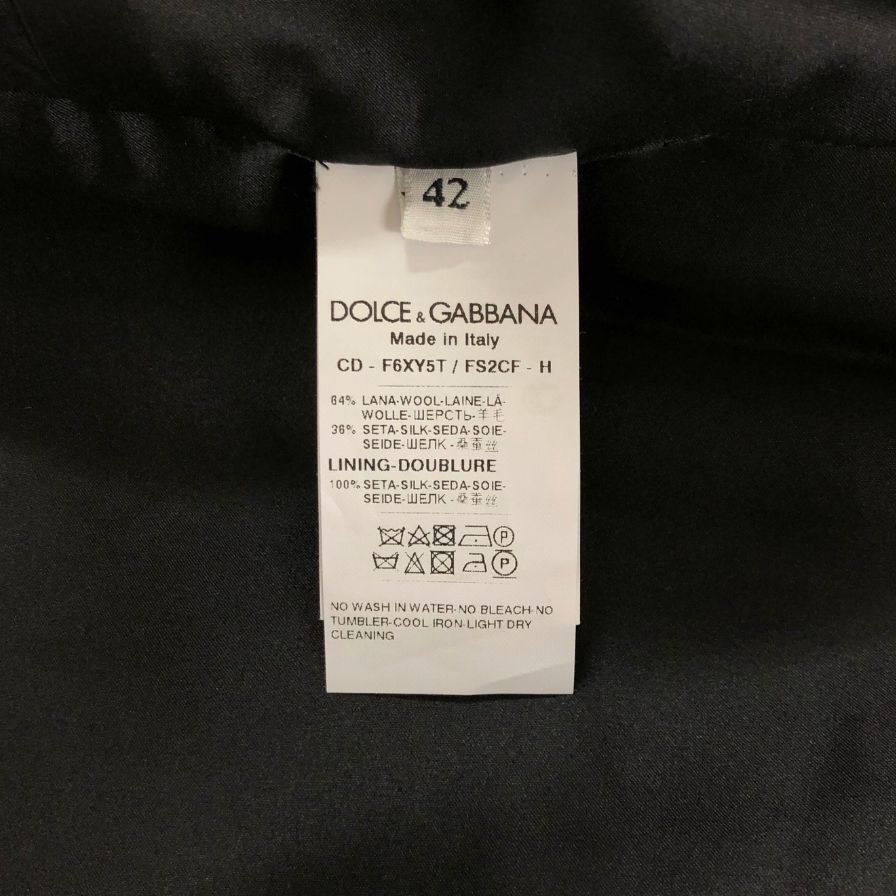 42
DOLCE & GABBANA
Made in Italy
CD - F6XY5T / FS2CF - H
64% LANA-WOOL-LAINE-LÃ-
WOLLE-ШЕРСТЬ-羊毛
36% SETA-SILK-SEDA-SOIE-
SEIDE-ШЕЛК-桑蚕丝
LINING-DOUBLURE
100% SETA-SILK-SEDA-SOIE-
SEIDE-ШЕЛК-桑蚕丝
P
P
NO WASH IN WATER-NO BLEACH-NO
TUMBLER-COOL IRON-LIGHT DRY
CLEANING